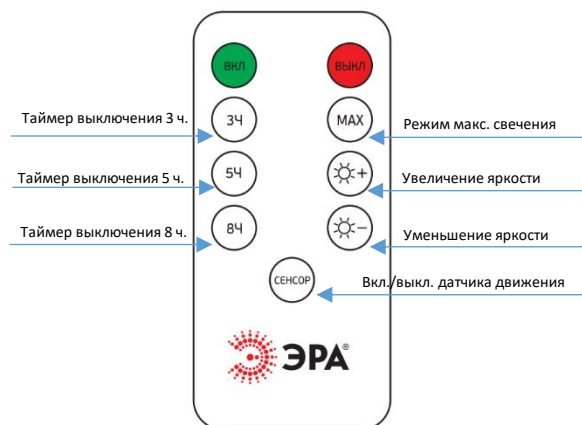 ВКЛ ВЫКЛ
Таймер выключения 3 ч. 3Ч MAX Режим макс. свечения
Таймер выключения 5 ч. 5Ч + Увеличение яркости
Таймер выключения 8 ч. 8Ч - Уменьшение яркости
СЕНСОР Вкл./выкл. датчика движения
ЭРА®